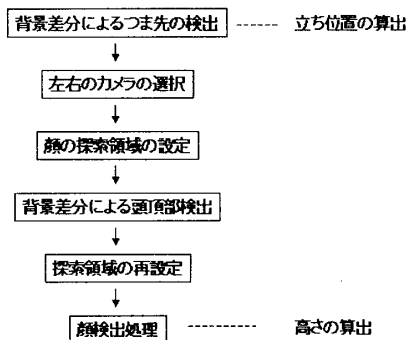 背景差分によるつま先の検出 立ち位置の算出
左右のカメラの選択
顔の探索領域の設定
背景差分による頭頂部検出
探索領域の再設定
顔検出処理 高さの算出